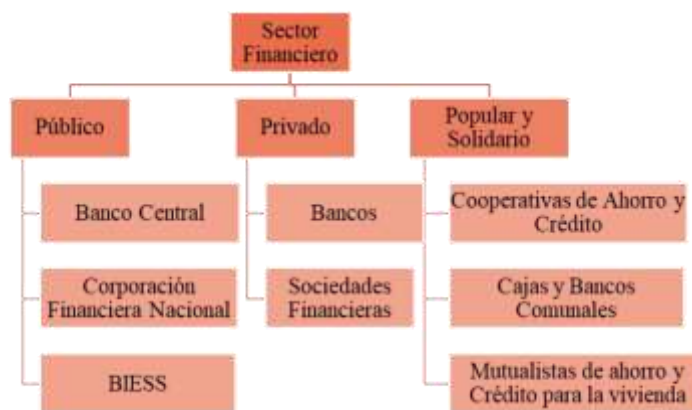 Sector
Financiero
Público
Privado
Popular y
Solidario
Banco Central
Bancos
Cooperativas de Ahorro y
Crédito
Corporación
Financiera Nacional
Sociedades
Financieras
Cajas y Bancos
Comunales
BIESS
Mutualistas de ahorro y
Crédito para la vivienda